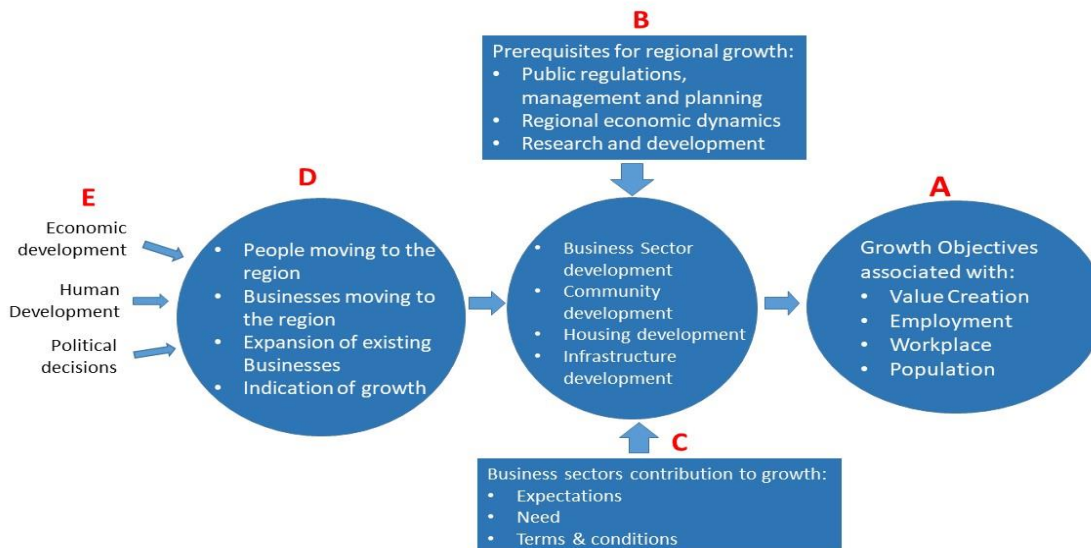 B
Prerequisites for regional growth:
• Public regulations,
management and planning
• Regional economic dynamics
• Research and development
E
Economic
development
Human
Development
Political
decisions
D
• People moving to the
region
• Businesses moving to
the region
• Expansion of existing
Businesses
• Indication of growth
• Business Sector
development
• Community
development
• Housing development
• Infrastructure
development
A
Growth Objectives
associated with:
• Value Creation
• Employment
• Workplace
• Population
C
Business sectors contribution to growth:
• Expectations
• Need
• Terms & conditions